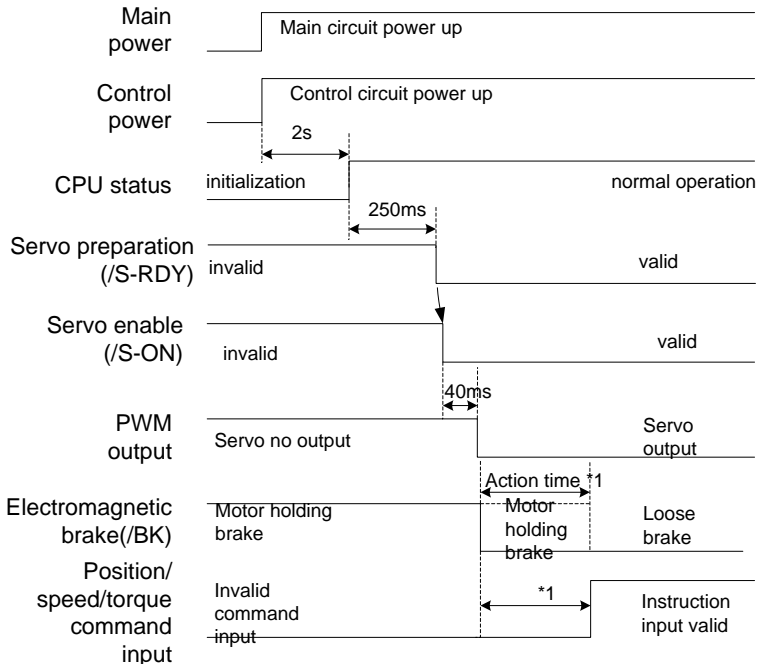 Main
power
Main circuit power up
Control
power
Control circuit power up
2s
CPU status
initialization
normal operation
250ms
Servo preparation
(/S-RDY)
invalid
valid
Servo enable
(/S-ON)
invalid
valid
40ms
PWM
output
Servo no output
Servo
output
Action time *1
Electromagnetic
brake(/BK)
Motor holding
brake
Motor
holding
brake
Loose
brake
Position/
speed/torque
command
input
Invalid
command
input
*1
Instruction
input valid